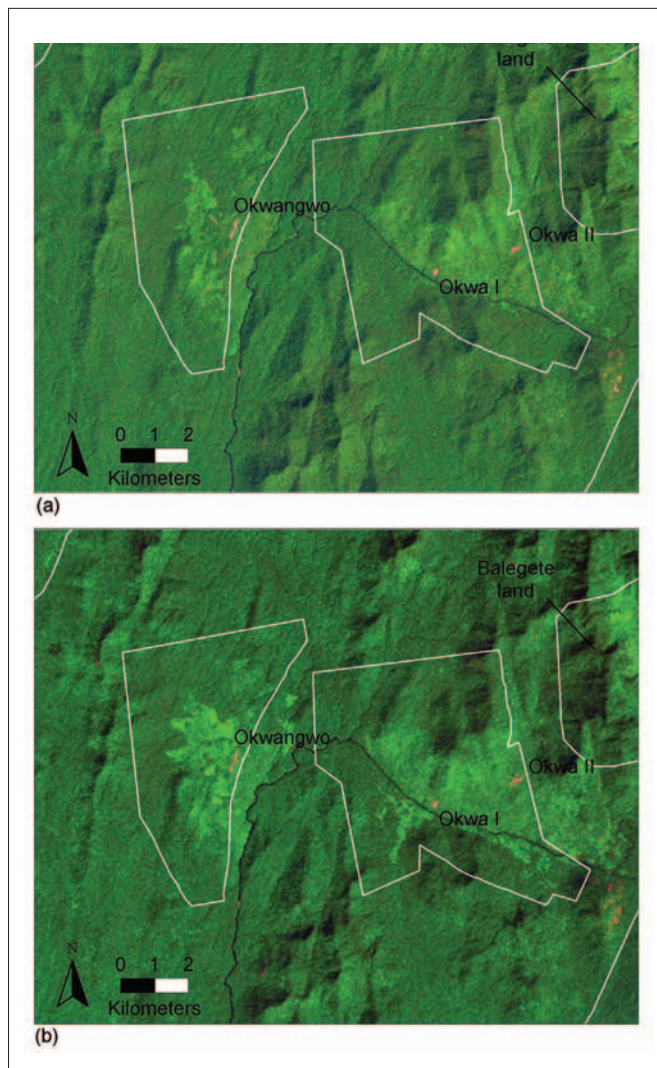 land
Okwangwo
Okwa II
Okwa I
N
0 1 2
Kilometers
(a)
Balegete
land
Okwangwo
Okwa II
Okwa I
N
0 1 2
Kilometers
(b)